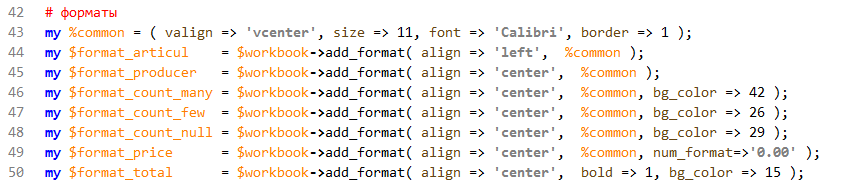 42 # форматы
43 my %common = ( valign => 'vcenter', size => 11, font => 'Calibri', border => 1 );
44 my $format_articul    = $workbook->add_format( align => 'left',  %common );
45 my $format_producer   = $workbook->add_format( align => 'center',  %common );
46 my $format_count_many = $workbook->add_format( align => 'center',  %common, bg_color => 42 );
47 my $format_count_few  = $workbook->add_format( align => 'center',  %common, bg_color => 26 );
48 my $format_count_null = $workbook->add_format( align => 'center',  %common, bg_color => 29 );
49 my $format_price      = $workbook->add_format( align => 'center',  %common, num_format=>'0.00' );
50 my $format_total      = $workbook->add_format( align => 'center',  bold => 1, bg_color => 15 );